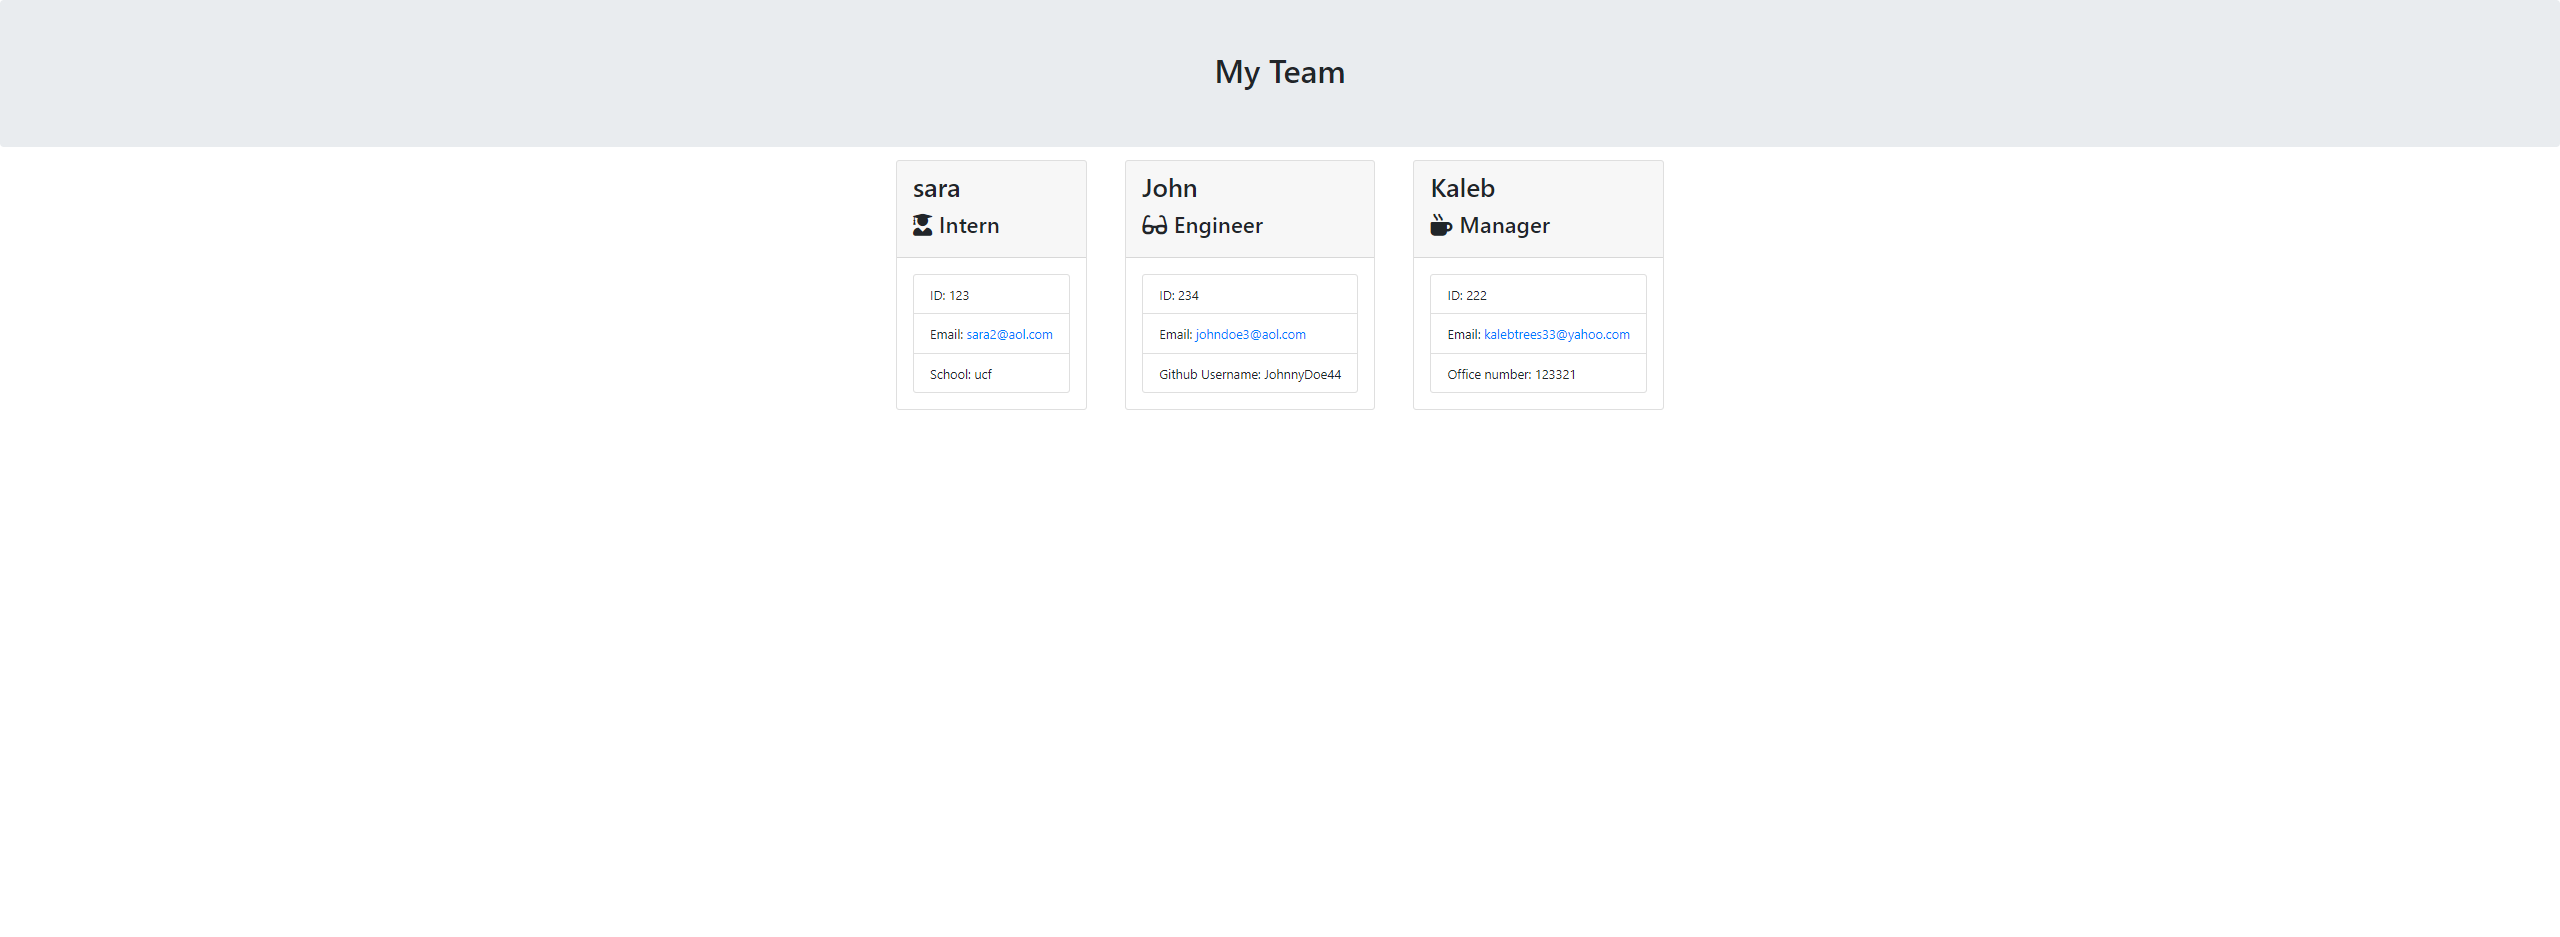 My Team
sara
Intern
ID: 123
Email: sara2@aol.com
School: ucf
John
Engineer
ID: 234
Email: johndoe3@aol.com
Github Username: JohnnyDoe44
Kaleb
Manager
ID: 222
Email: kalebtrees33@yahoo.com
Office number: 123321